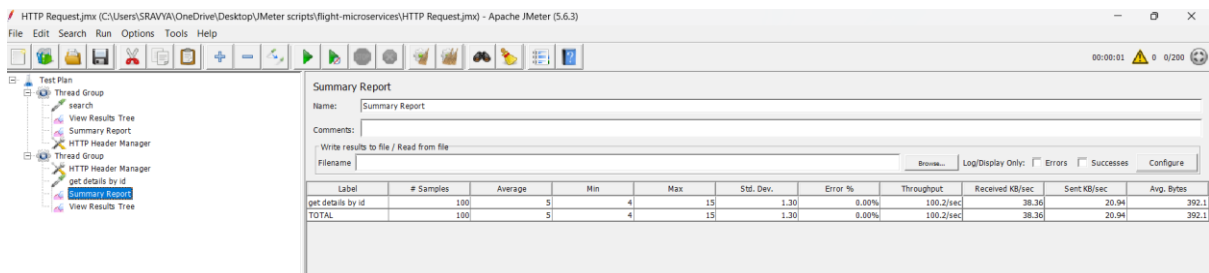 HTTP Request.jmx (C:\Users\SRAVYA\OneDrive\Desktop\JMeter scripts\flight-microservices\HTTP Request.jmx) - Apache JMeter (5.6.3)
File Edit Search Run Options Tools Help
00:00:01 0 0/200
Test Plan
Thread Group
search
View Results Tree
Summary Report
HTTP Header Manager
Thread Group
HTTP Header Manager
get details by id
Summary Report
View Results Tree
Summary Report
Name: Summary Report
Comments:
Write results to file / Read from file
Filename Browse... Log/Display Only: Errors Successes Configure
Label # Samples Average Min Max Std. Dev. Error % Throughput Received KB/sec Sent KB/sec Avg. Bytes
get details by id 100 5 4 15 1.30 0.00% 100.2/sec 38.36 20.94 392.1
TOTAL 100 5 4 15 1.30 0.00% 100.2/sec 38.36 20.94 392.1